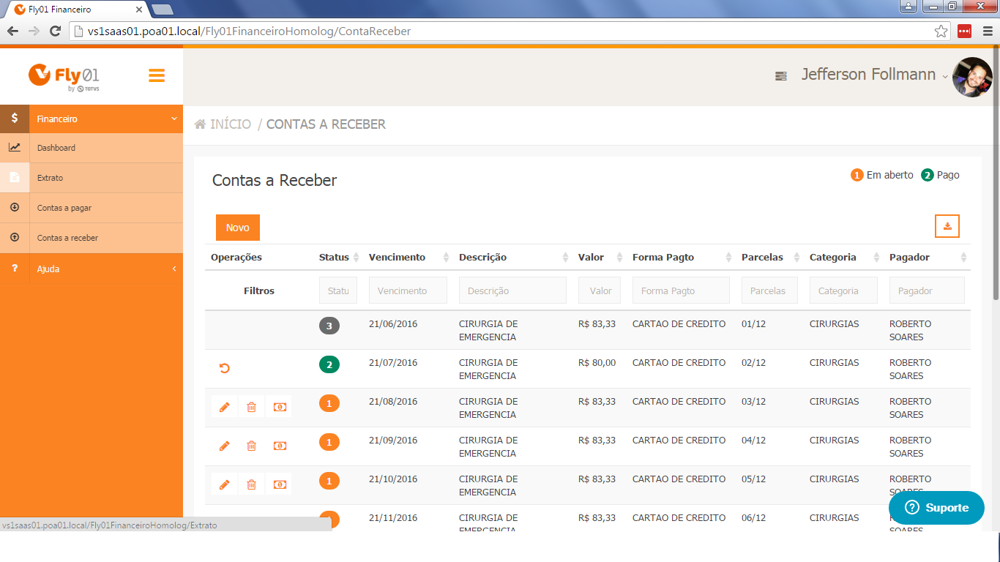 Fly01 Financeiro
vs1saas01.poa01.local/Fly01FinanceiroHomolog/ContaReceber
Fly01
by TOTVS
Jefferson Follmann
$ Financeiro
Dashboard
Extrato
Contas a pagar
Contas a receber
? Ajuda
INÍCIO / CONTAS A RECEBER
Contas a Receber
1 Em aberto 2 Pago
Novo
Operações Status Vencimento Descrição Valor Forma Pagto Parcelas Categoria Pagador
Filtros Statu Vencimento Descrição Valor Forma Pagto Parcelas Categoria Pagador
3 21/06/2016 CIRURGIA DE R$ 83,33 CARTAO DE CREDITO 01/12 CIRURGIAS ROBERTO
EMERGENCIA SOARES
2 21/07/2016 CIRURGIA DE R$ 80,00 CARTAO DE CREDITO 02/12 CIRURGIAS ROBERTO
EMERGENCIA SOARES
1 21/08/2016 CIRURGIA DE R$ 83,33 CARTAO DE CREDITO 03/12 CIRURGIAS ROBERTO
EMERGENCIA SOARES
1 21/09/2016 CIRURGIA DE R$ 83,33 CARTAO DE CREDITO 04/12 CIRURGIAS ROBERTO
EMERGENCIA SOARES
1 21/10/2016 CIRURGIA DE R$ 83,33 CARTAO DE CREDITO 05/12 CIRURGIAS ROBERTO
EMERGENCIA SOARES
21/11/2016 CIRURGIA DE R$ 83,33 CARTAO DE CREDITO 06/12 CIRURGIAS
EMERGENCIA SOARES
? Suporte
vs1saas01.poa01.local/Fly01FinanceiroHomolog/Extrato